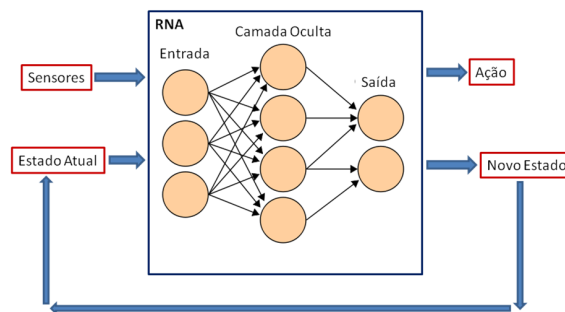 RNA
Camada Oculta
Entrada
Sensores
Saída
Ação
Estado Atual
Novo Estado